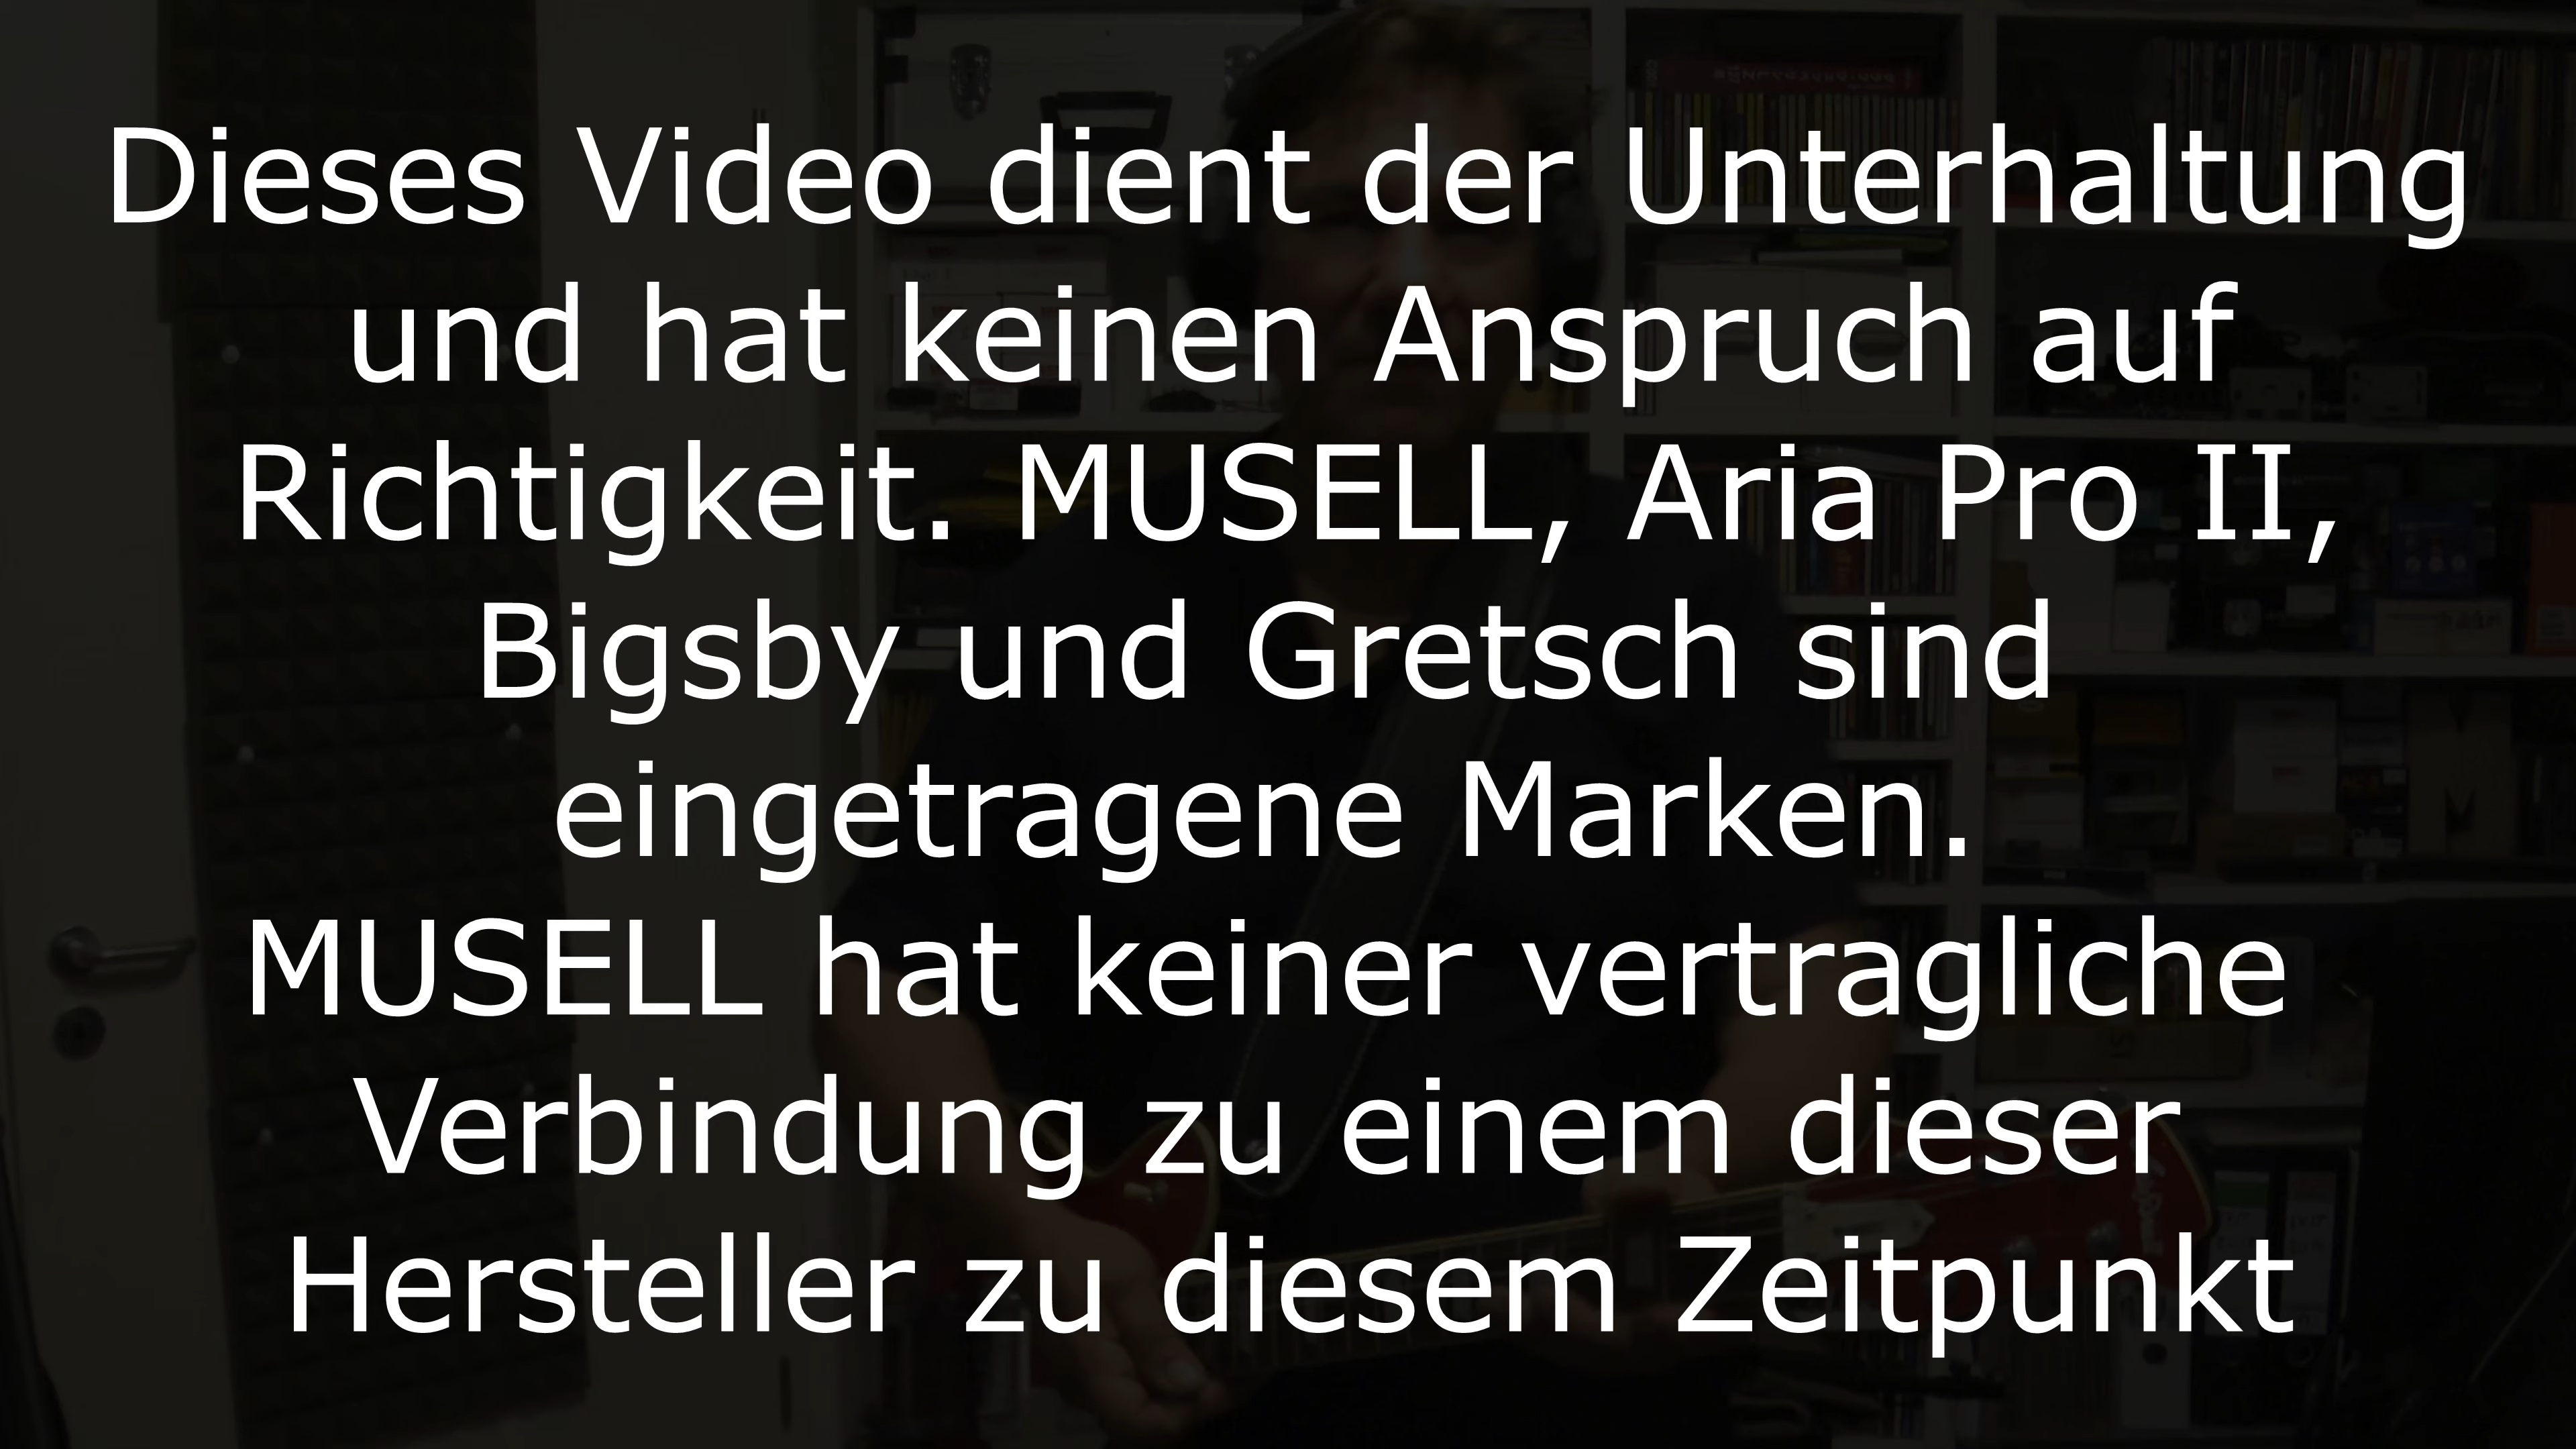 Dieses Video dient der Unterhaltung
und hat keinen Anspruch auf
Richtigkeit. MUSELL, Aria Pro II,
Bigsby und Gretsch sind
eingetragene Marken.
MUSELL hat keiner vertragliche
Verbindung zu einem dieser
Hersteller zu diesem Zeitpunkt